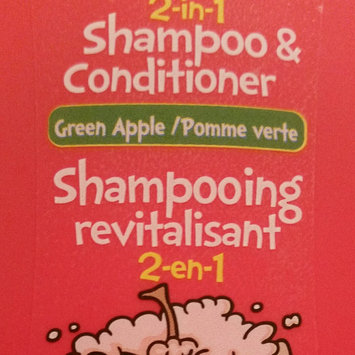 2-in-1
Shampoo &
Conditioner
Green Apple /Pomme verte
Shampooing
revitalisant
2-en-1